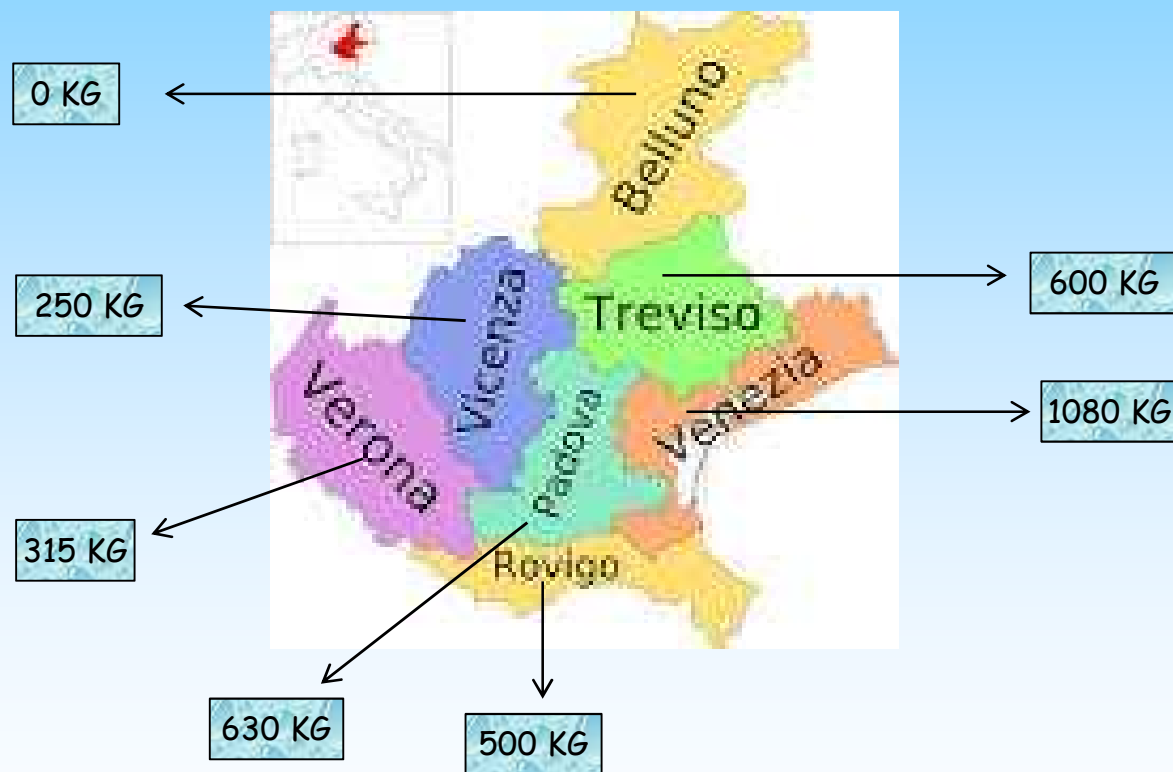 0 KG
Belluno
250 KG
Vicenza
Treviso
600 KG
Verona
Padova
Venezia
1080 KG
315 KG
Rovigo
630 KG
500 KG